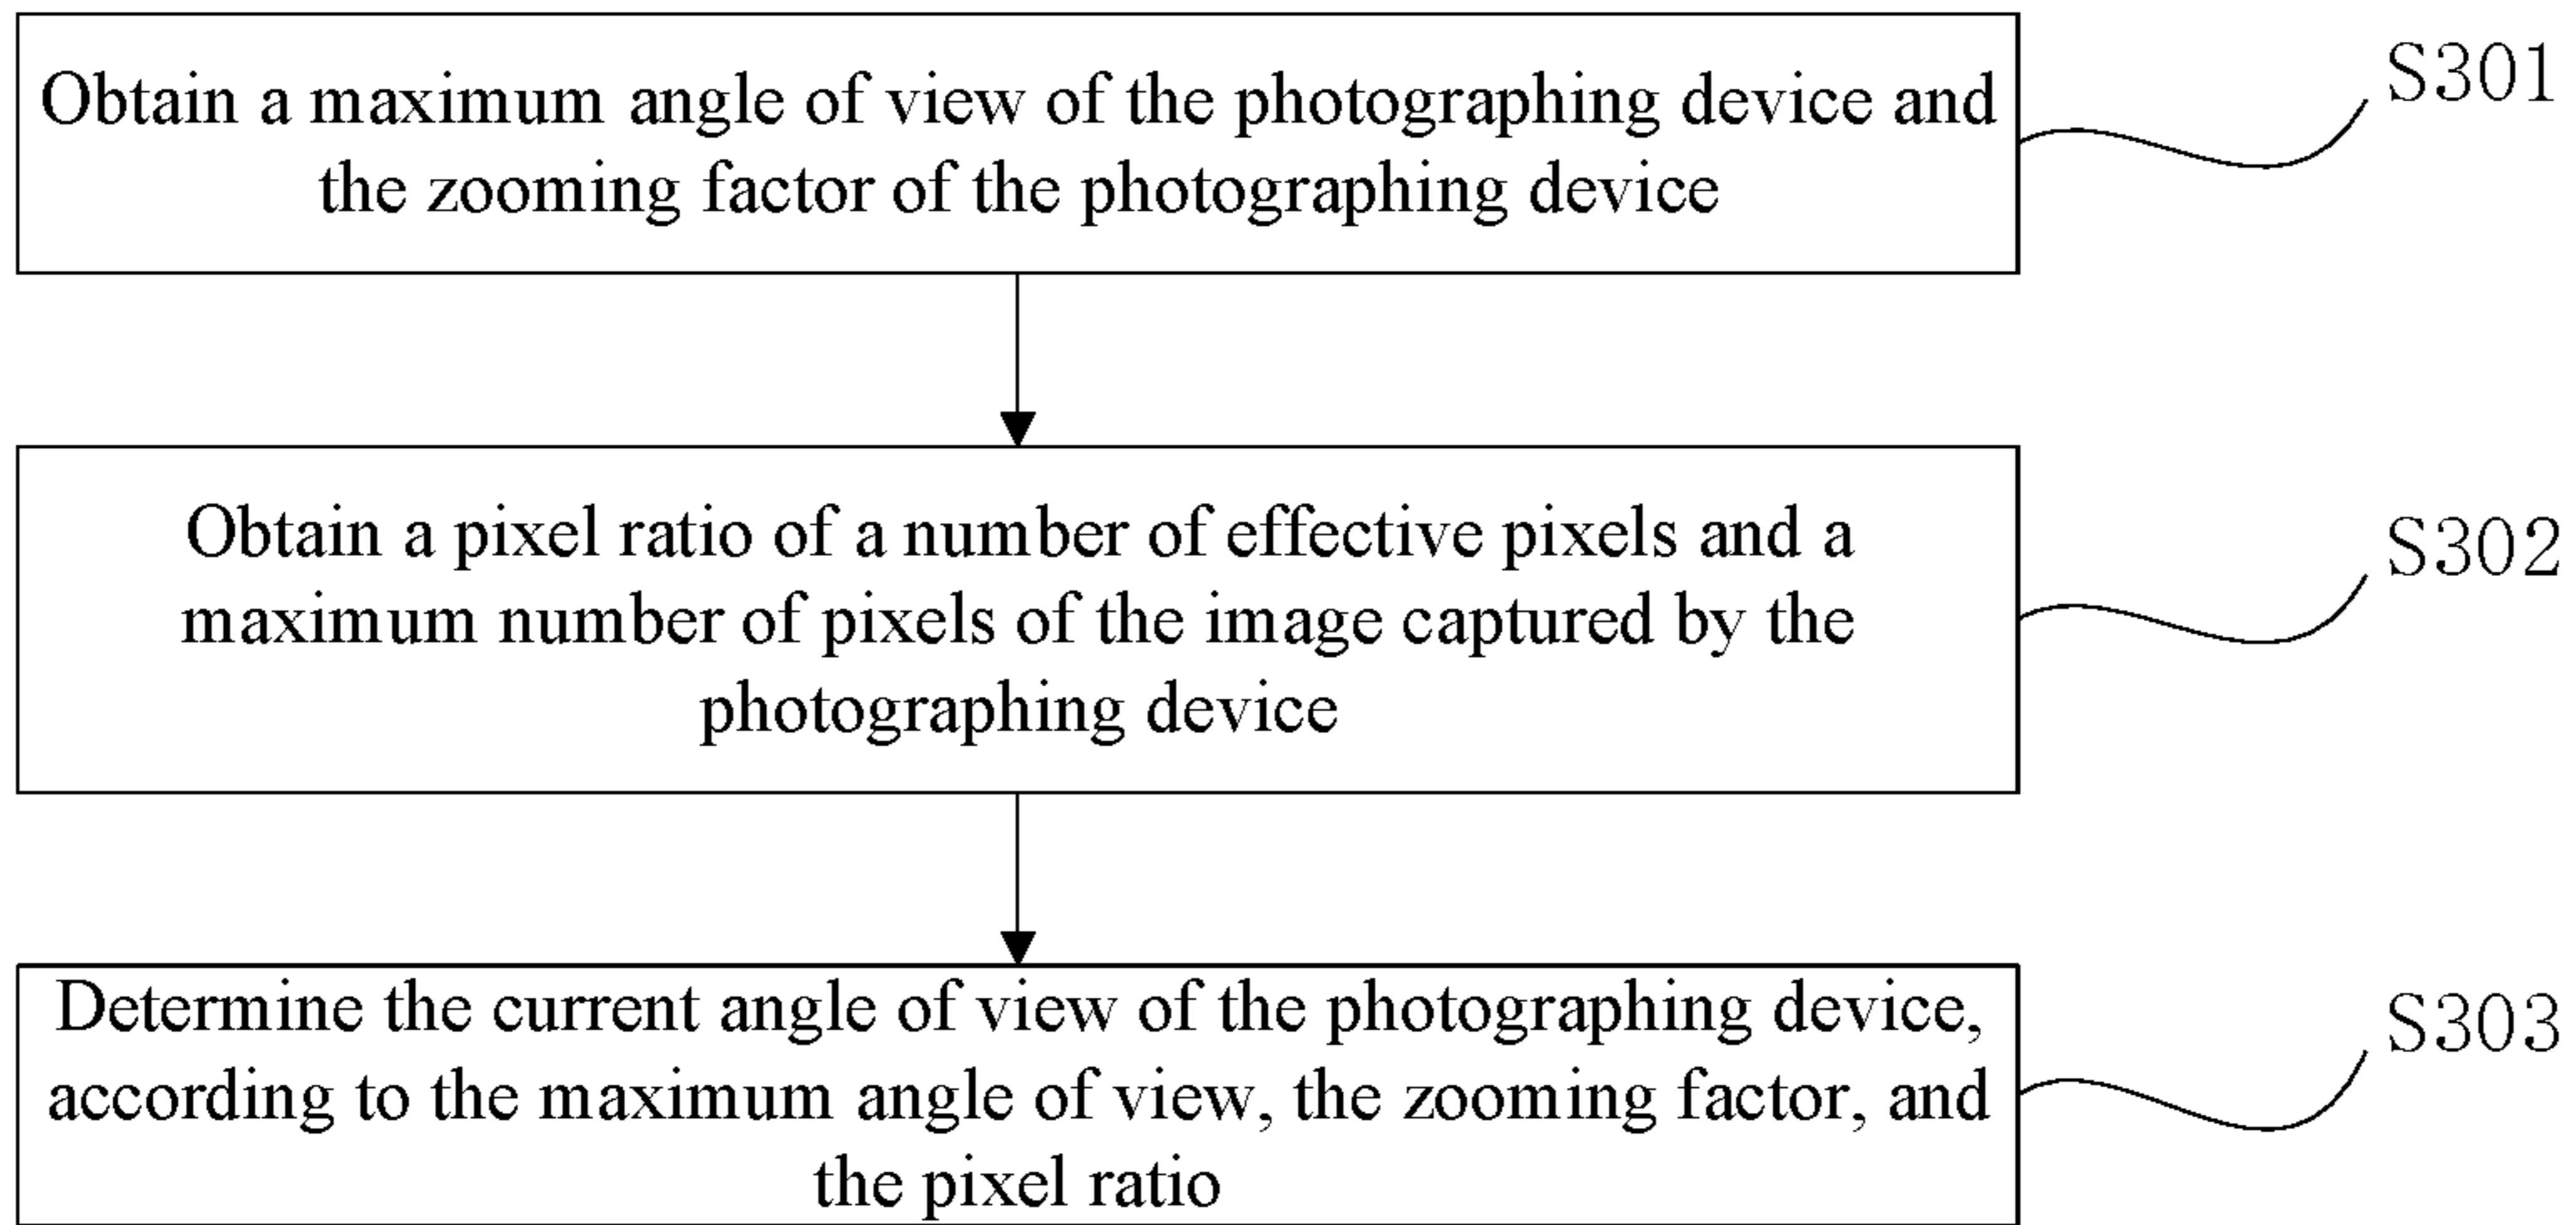 Obtain a maximum angle of view of the photographing device and
the zooming factor of the photographing device
S301
Obtain a pixel ratio of a number of effective pixels and a
maximum number of pixels of the image captured by the
photographing device
S302
Determine the current angle of view of the photographing device,
according to the maximum angle of view, the zooming factor, and
the pixel ratio
S303